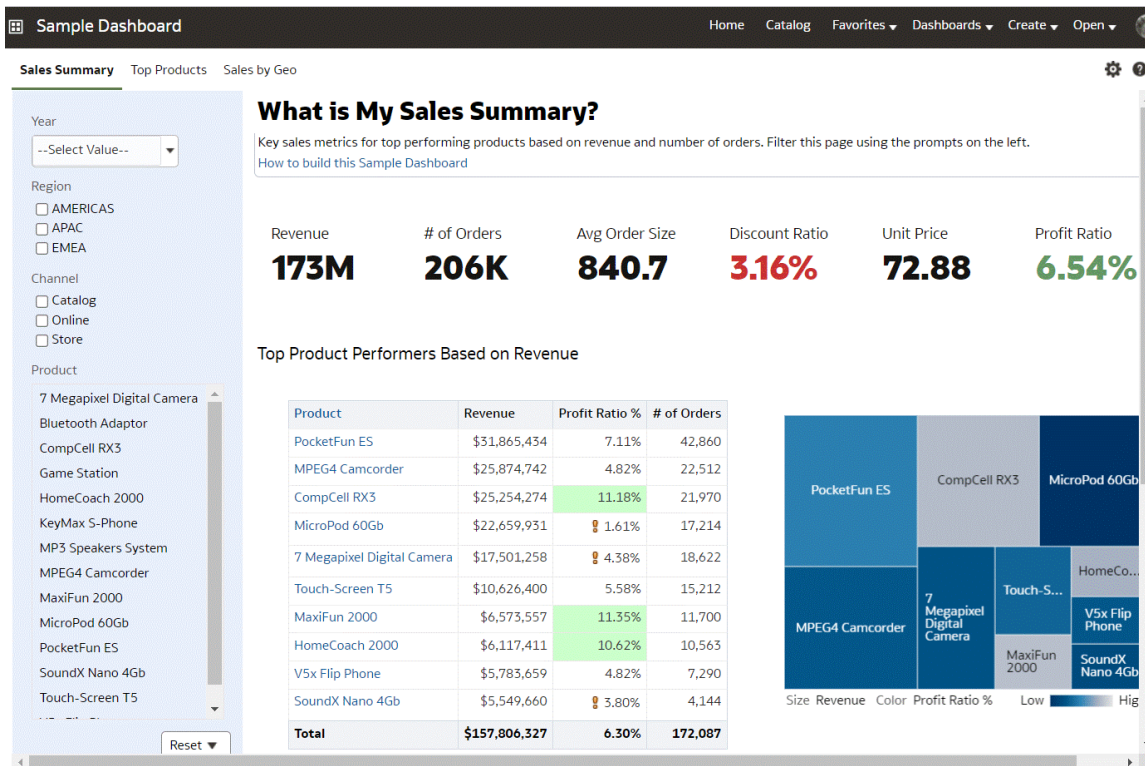 Sample Dashboard
Home Catalog Favorites Dashboards Create Open
Sales Summary Top Products Sales by Geo
Year
--Select Value--
Region
AMERICAS
APAC
EMEA
Channel
Catalog
Online
Store
Product
7 Megapixel Digital Camera
Bluetooth Adaptor
CompCell RX3
Game Station
HomeCoach 2000
KeyMax S-Phone
MP3 Speakers System
MPEG4 Camcorder
MaxiFun 2000
MicroPod 60Gb
PocketFun ES
SoundX Nano 4Gb
Touch-Screen T5
Reset
What is My Sales Summary?
Key sales metrics for top performing products based on revenue and number of orders. Filter this page using the prompts on the left.
How to build this Sample Dashboard
Revenue # of Orders Avg Order Size Discount Ratio Unit Price Profit Ratio
173M 206K 840.7 3.16% 72.88 6.54%
Top Product Performers Based on Revenue
Product Revenue Profit Ratio % # of Orders
PocketFun ES $31,865,434 7.11% 42,860
MPEG4 Camcorder $25,874,742 4.82% 22,512
CompCell RX3 $25,254,274 11.18% 21,970
MicroPod 60Gb $22,659,931 1.61% 17,214
7 Megapixel Digital Camera $17,501,258 4.38% 18,622
Touch-Screen T5 $10,626,400 5.58% 15,212
MaxiFun 2000 $6,573,557 11.35% 11,700
HomeCoach 2000 $6,117,411 10.62% 10,563
V5x Flip Phone $5,783,659 4.82% 7,290
SoundX Nano 4Gb $5,549,660 3.80% 4,144
Total $157,806,327 6.30% 172,087
PocketFun ES
CompCell RX3
MicroPod 60Gb
MPEG4 Camcorder
7
Megapixel
Digital
Camera
Touch-S...
HomeCo...
V5x Flip
Phone
MaxiFun
2000
SoundX
Nano 4Gb
Size Revenue Color Profit Ratio % Low Hig